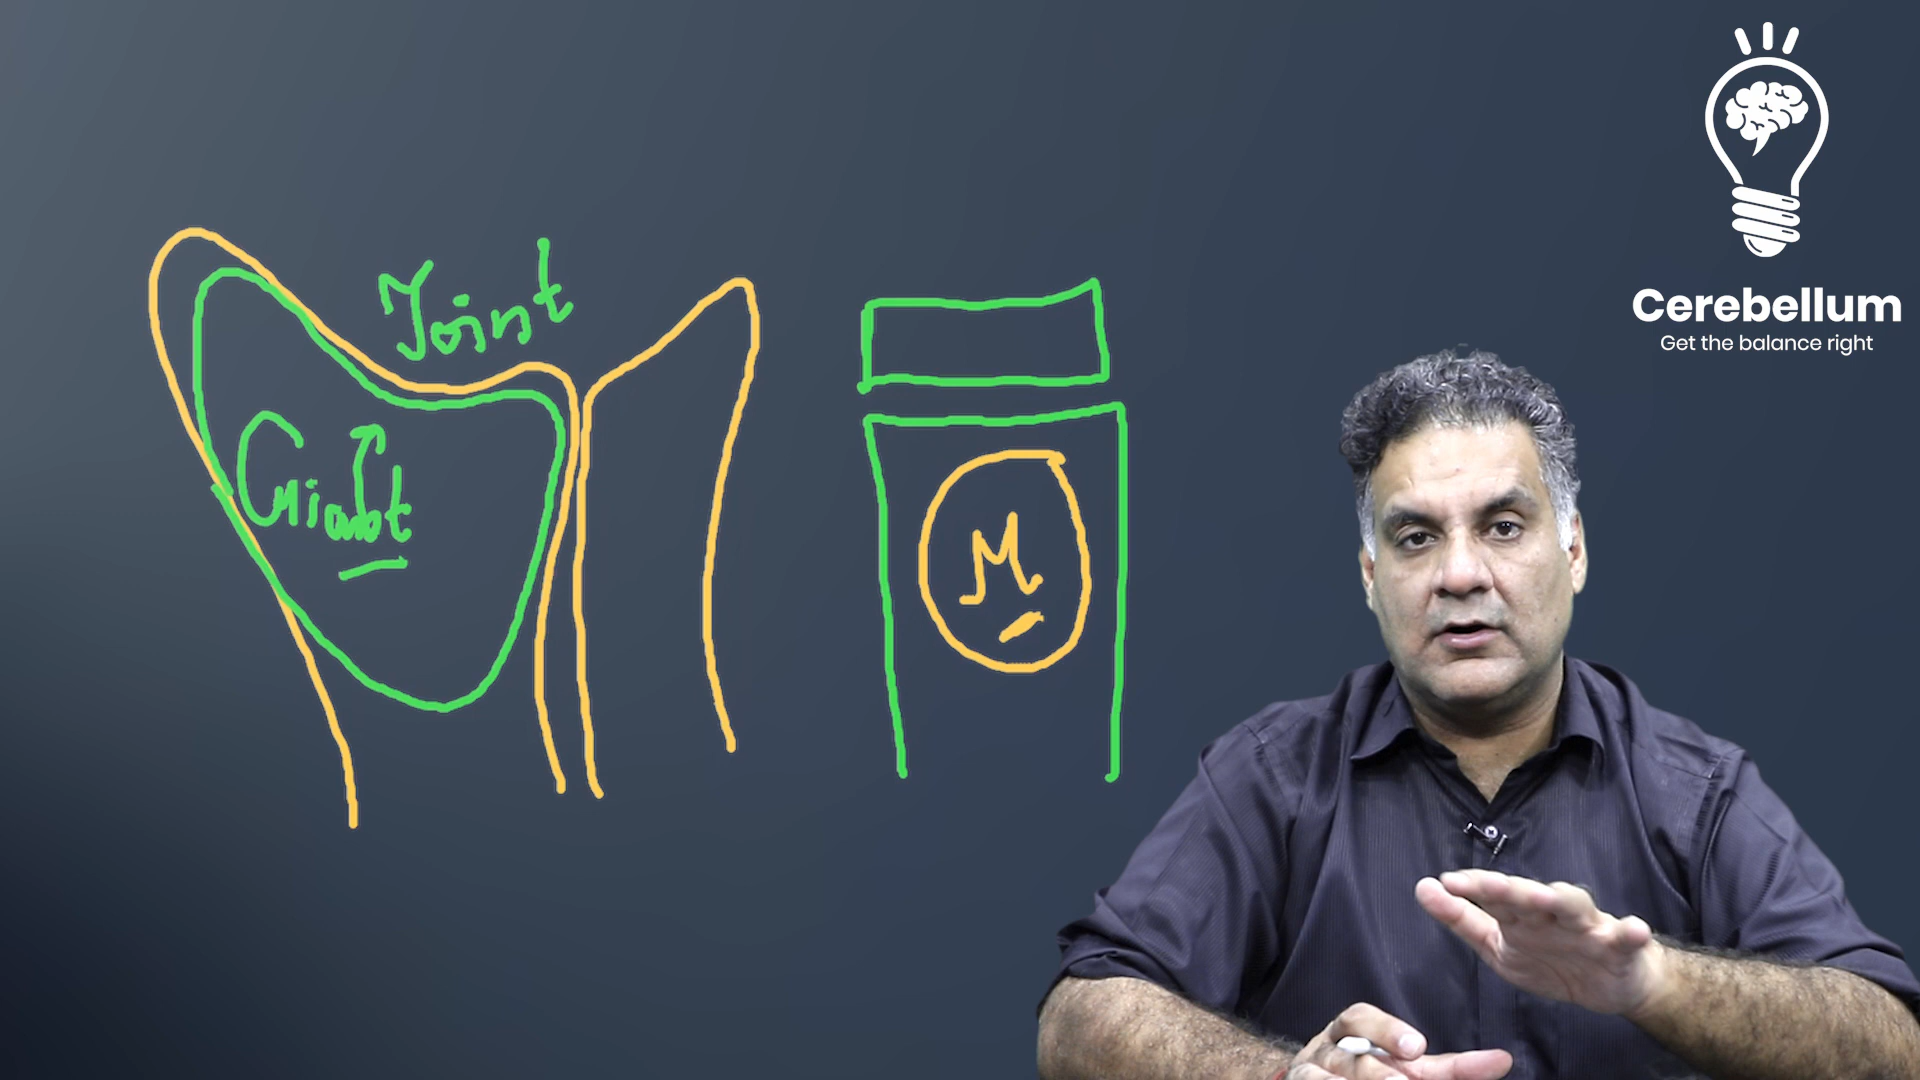 Joint
Giant
M
Cerebellum
Get the balance right